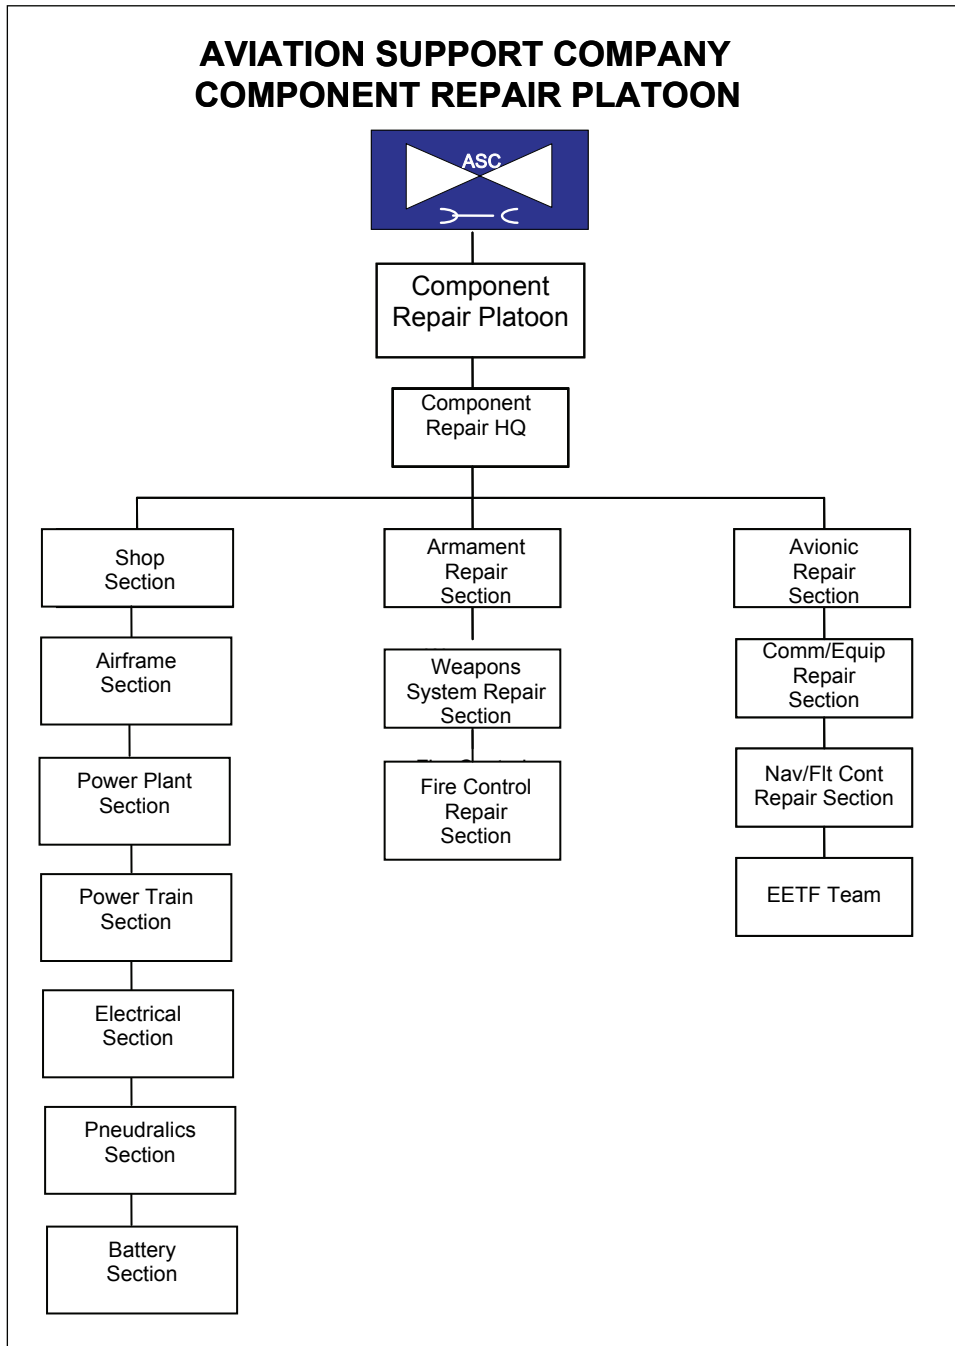 AVIATION SUPPORT COMPANY
COMPONENT REPAIR PLATOON
ASC
Component
Repair Platoon
Component
Repair HQ
Shop
Section
Armament
Repair
Section
Avionic
Repair
Section
Airframe
Section
Weapons
System Repair
Section
Comm/Equip
Repair
Section
Power Plant
Section
Fire Control
Repair
Section
Nav/Flt Cont
Repair Section
Power Train
Section
EETF Team
Electrical
Section
Pneudralics
Section
Battery
Section